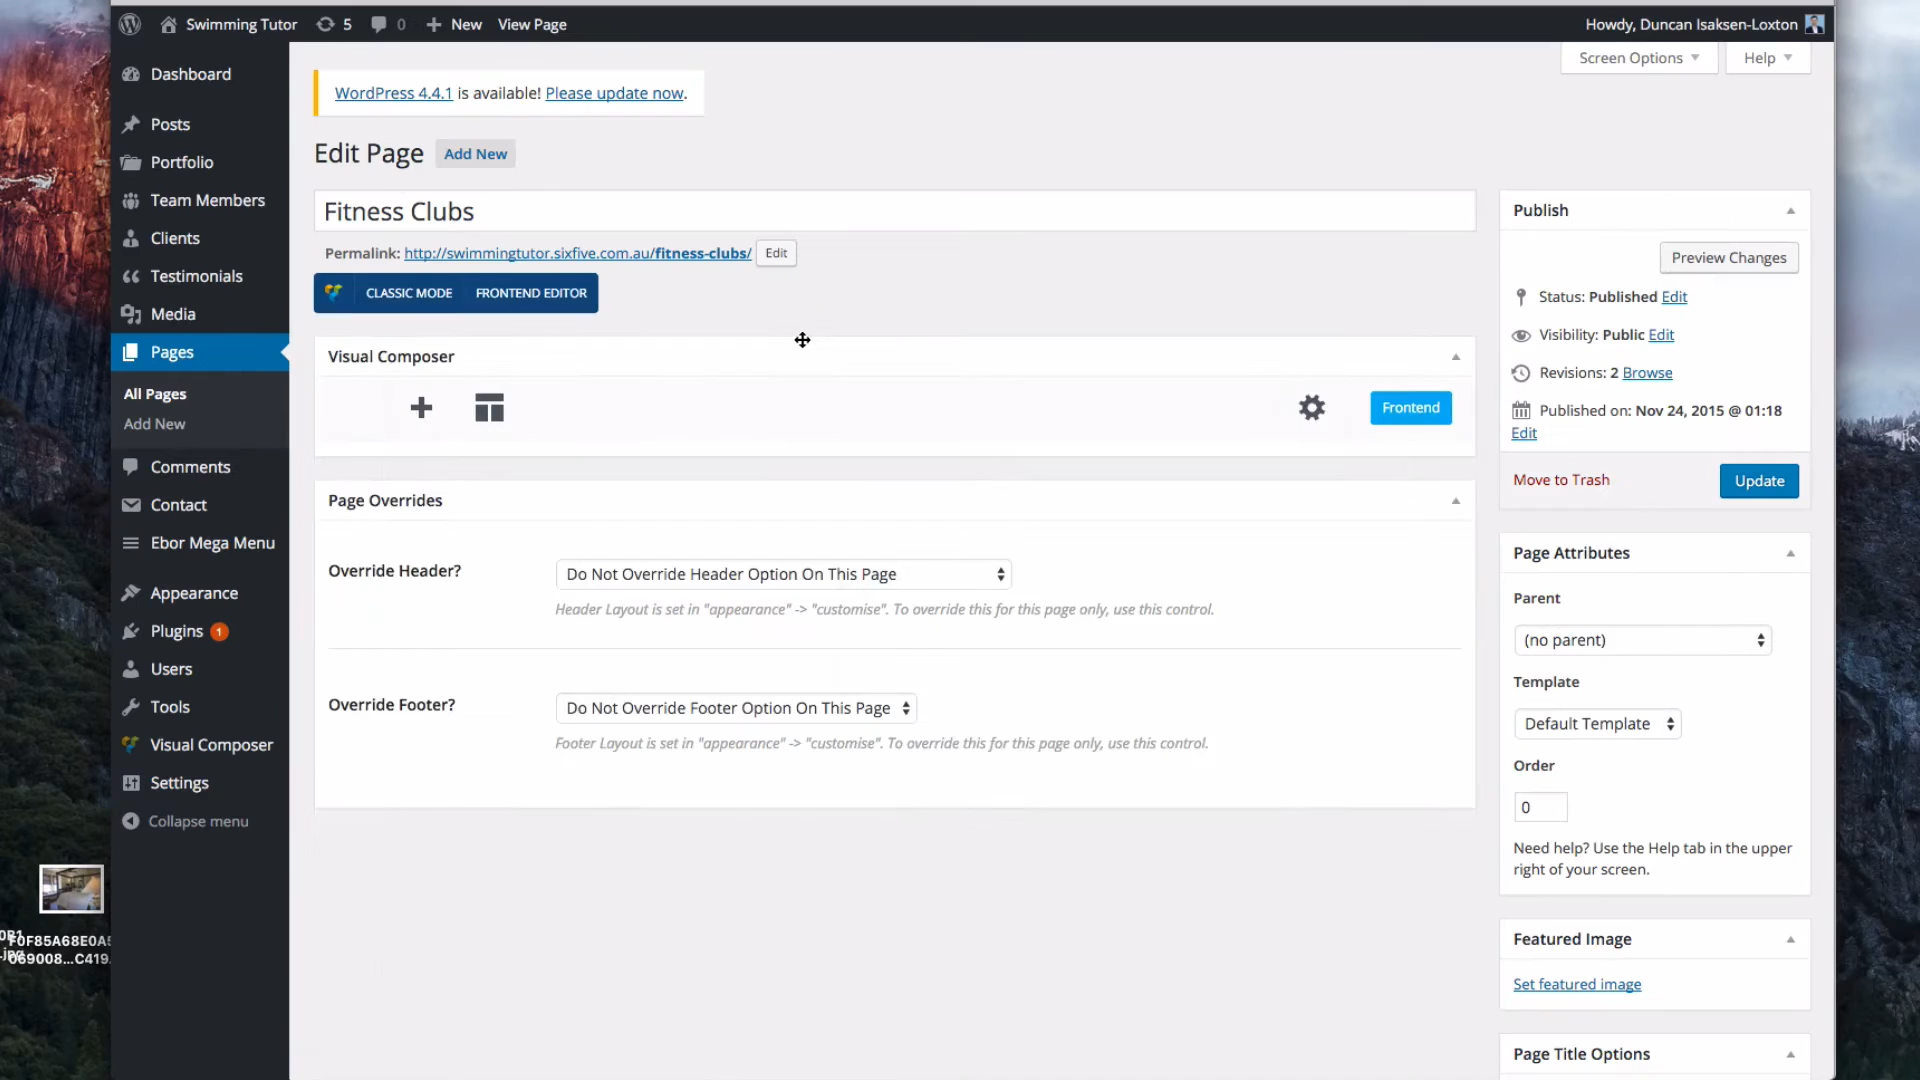 Swimming Tutor 5 0 New View Page Howdy, Duncan Isaksen-Loxton
Screen Options Help
Dashboard
Posts
Portfolio
Team Members
Clients
Testimonials
Media
Pages
All Pages
Add New
Comments
Contact
Ebor Mega Menu
Appearance
Plugins 1
Users
Tools
Visual Composer
Settings
Collapse menu
WordPress 4.4.1 is available! Please update now.
Edit Page Add New
Fitness Clubs
Permalink: http://swimmingtutor.sixfive.com.au/fitness-clubs/ Edit
CLASSIC MODE FRONTEND EDITOR
Visual Composer
Frontend
Page Overrides
Override Header? Do Not Override Header Option On This Page
Header Layout is set in "appearance" -> "customise". To override this for this page only, use this control.
Override Footer? Do Not Override Footer Option On This Page
Footer Layout is set in "appearance" -> "customise". To override this for this page only, use this control.
Publish
Preview Changes
Status: Published Edit
Visibility: Public Edit
Revisions: 2 Browse
Published on: Nov 24, 2015 @ 01:18
Edit
Move to Trash Update
Page Attributes
Parent
(no parent)
Template
Default Template
Order
0
Need help? Use the Help tab in the upper
right of your screen.
Featured Image
Set featured image
Page Title Options